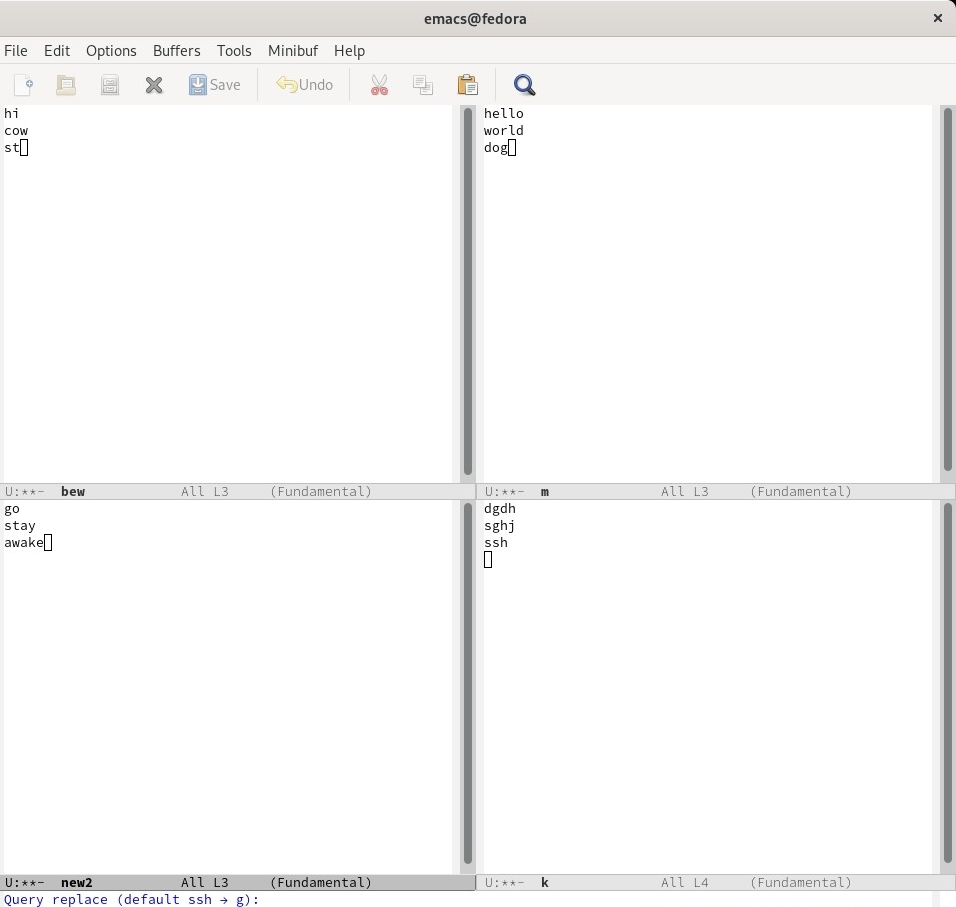 emacs@fedora
File Edit Options Buffers Tools Minibuf Help
Save Undo
hi
cow
st
U:**-  bew           All L3     (Fundamental)
hello
world
dog
U:**-  m              All L3     (Fundamental)
go
stay
awake
U:**-  new2           All L3     (Fundamental)
dgdh
sghj
ssh
U:**-  k              All L4     (Fundamental)
Query replace (default ssh → g):